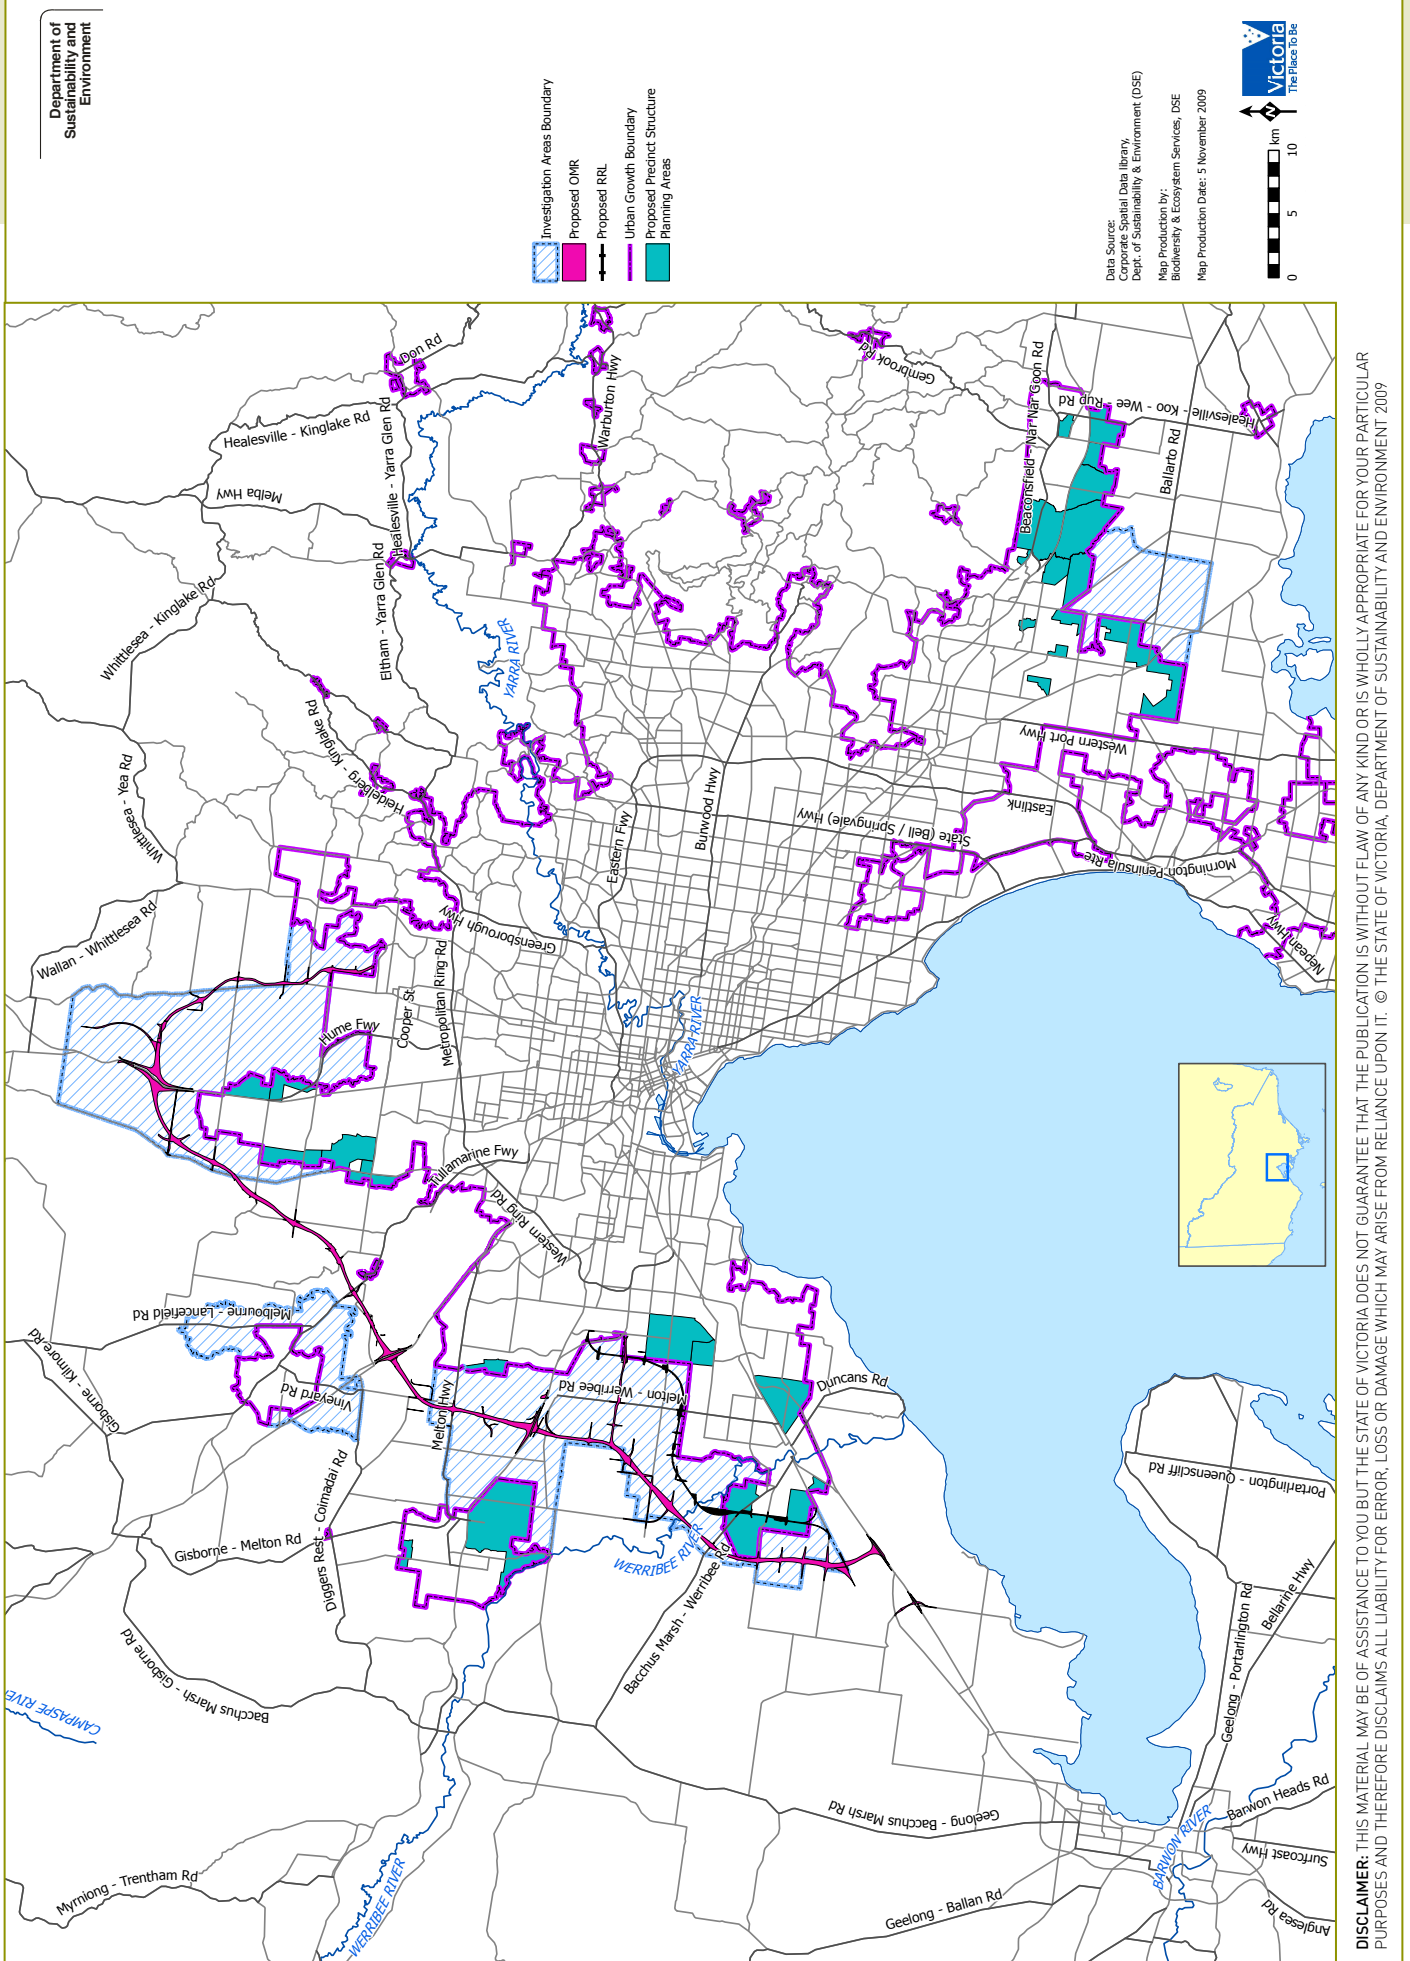 Department of
Sustainability and
Environment
Investigation Areas Boundary
Proposed OMR
Proposed RRL
Urban Growth Boundary
Proposed Precinct Structure
Planning Areas
Data Source:
Corporate Spatial Data library,
Dept. of Sustainability & Environment (DSE)
Map Production by:
Biodiversity & Ecosystem Services, DSE
Map Production Date: 5 November 2009
0
5
10
km
N
Victoria
The Place To Be
Don Rd
Healesville - Kinglake Rd
Melba Hwy
Healesville - Yarra Glen Rd
Eltham - Yarra Glen Rd
Whittlesea - Kinglake Rd
Warburton Hwy
Gembrook Rd
Beaconsfield - Nar Nar Goon Rd
Healesville - Koo - Wee - Rup Rd
Ballarto Rd
YARRA RIVER
Heidelberg - Kinglake Rd
Whittlesea - Yea Rd
Wallan - Whittlesea Rd
Eastern Fwy
Burwood Hwy
State (Bell / Springvale) Hwy
Eastlink
Western Port Hwy
Mornington Peninsula Rte
Nepean Hwy
Greensborough Hwy
Metropolitan Ring Rd
Cooper St
Hume Fwy
YARRA RIVER
Tullamarine Fwy
Western Ring Rd
Melbourne - Lancefield Rd
Gisborne - Kilmore Rd
Vineyard Rd
Melton Hwy
Melton - Werribee Rd
Duncans Rd
Diggers Rest - Coimadai Rd
Gisborne - Melton Rd
WERRIBEE RIVER
Bacchus Marsh - Werribee Rd
Bacchus Marsh - Gisborne Rd
CAMPASPE RIVE
Myrniong - Trentham Rd
WERRIBEE RIVER
Geelong - Bacchus Marsh Rd
Geelong - Ballan Rd
Portarlington - Queenscliff Rd
Geelong - Portarlington Rd
Bellarine Hwy
Barwon Heads Rd
BARWON RIVER
Surfcoast Hwy
Anglesea Rd
DISCLAIMER: THIS MATERIAL MAY BE OF ASSISTANCE TO YOU BUT THE STATE OF VICTORIA DOES NOT GUARANTEE THAT THE PUBLICATION IS WITHOUT FLAW OF ANY KIND OR IS WHOLLY APPROPRIATE FOR YOUR PARTICULAR
PURPOSES AND THEREFORE DISCLAIMS ALL LIABILITY FOR ERROR, LOSS OR DAMAGE WHICH MAY ARISE FROM RELIANCE UPON IT. © THE STATE OF VICTORIA, DEPARTMENT OF SUSTAINABILITY AND ENVIRONMENT 2009